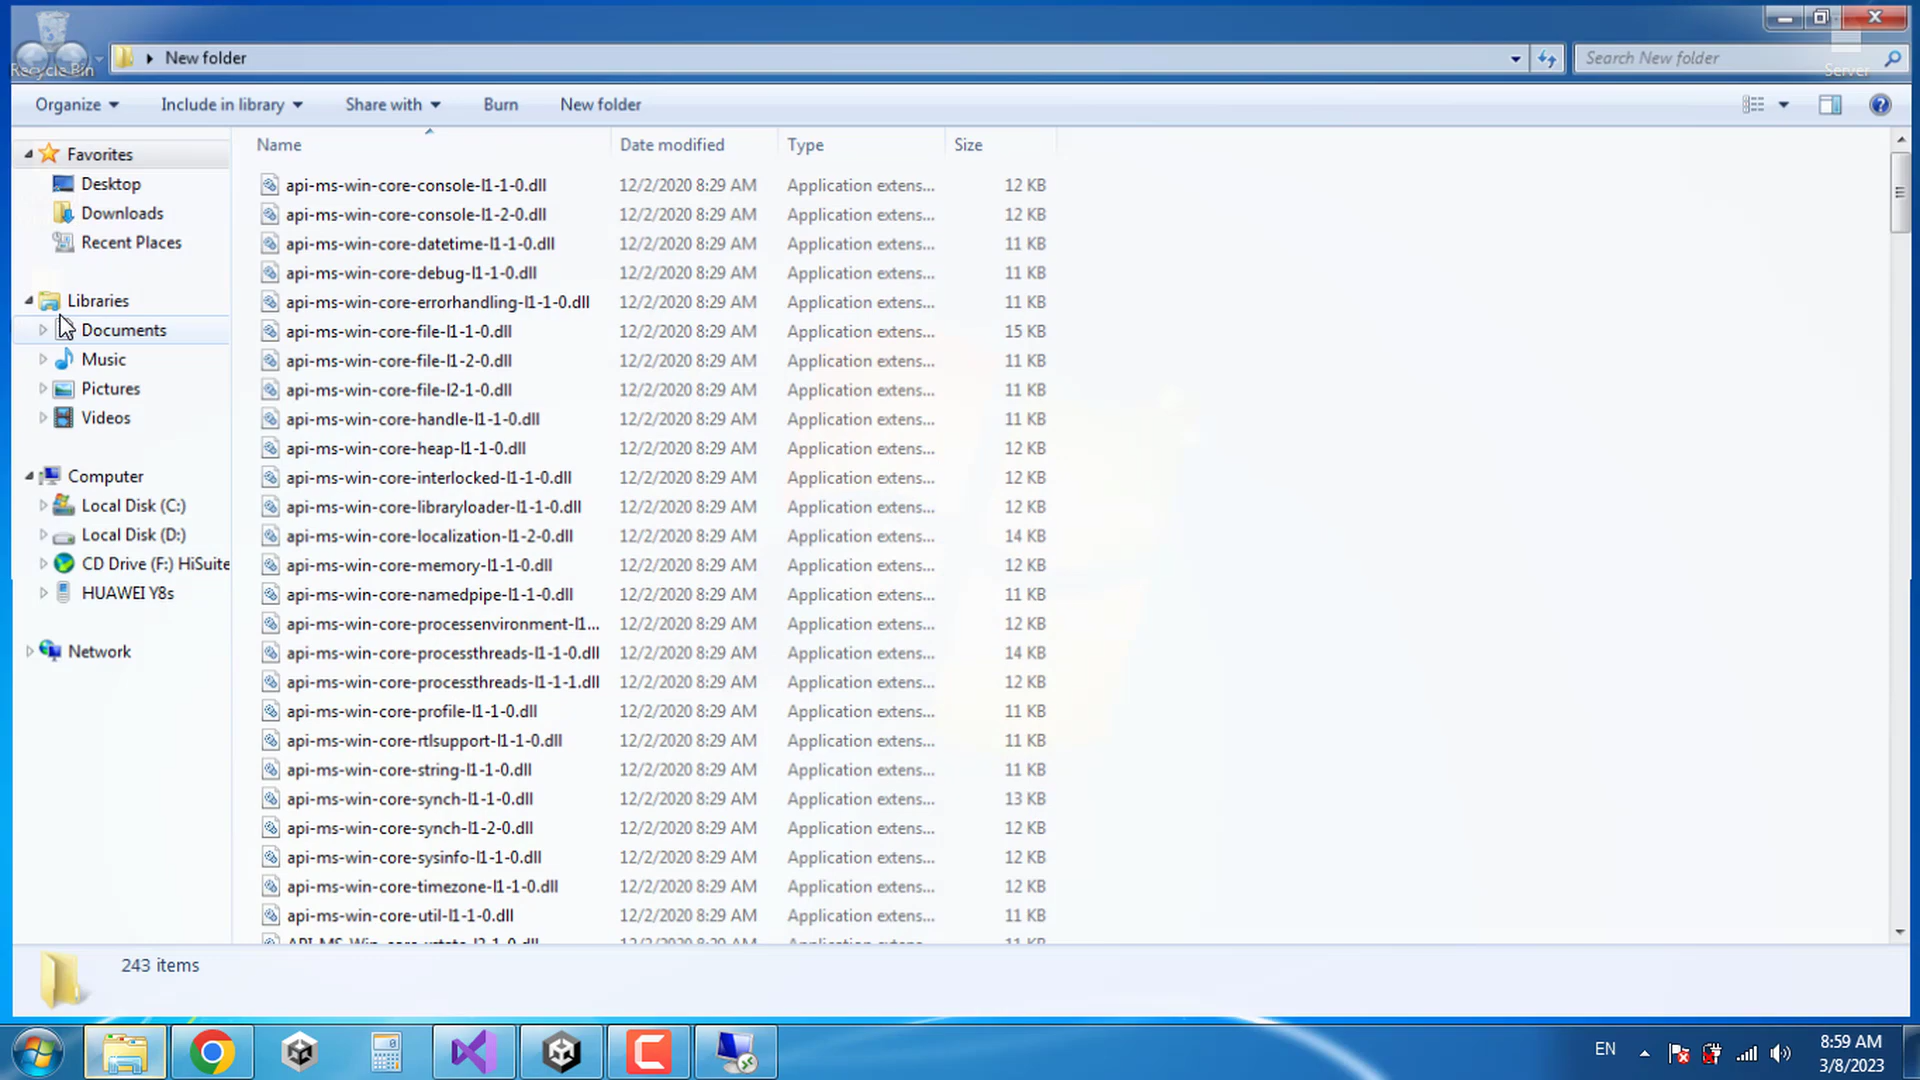 Recycle Bin
New folder
Search New folder
Server
Organize
Include in library
Share with
Burn
New folder
Name
Date modified
Type
Size
Favorites
Desktop
Downloads
Recent Places
Libraries
Documents
Music
Pictures
Videos
Computer
Local Disk (C:)
Local Disk (D:)
CD Drive (F:) HiSuite
HUAWEI Y8s
Network
api-ms-win-core-console-l1-1-0.dll 12/2/2020 8:29 AM Application extens... 12 KB
api-ms-win-core-console-l1-2-0.dll 12/2/2020 8:29 AM Application extens... 12 KB
api-ms-win-core-datetime-l1-1-0.dll 12/2/2020 8:29 AM Application extens... 11 KB
api-ms-win-core-debug-l1-1-0.dll 12/2/2020 8:29 AM Application extens... 11 KB
api-ms-win-core-errorhandling-l1-1-0.dll 12/2/2020 8:29 AM Application extens... 11 KB
api-ms-win-core-file-l1-1-0.dll 12/2/2020 8:29 AM Application extens... 15 KB
api-ms-win-core-file-l1-2-0.dll 12/2/2020 8:29 AM Application extens... 11 KB
api-ms-win-core-file-l2-1-0.dll 12/2/2020 8:29 AM Application extens... 11 KB
api-ms-win-core-handle-l1-1-0.dll 12/2/2020 8:29 AM Application extens... 11 KB
api-ms-win-core-heap-l1-1-0.dll 12/2/2020 8:29 AM Application extens... 12 KB
api-ms-win-core-interlocked-l1-1-0.dll 12/2/2020 8:29 AM Application extens... 12 KB
api-ms-win-core-libraryloader-l1-1-0.dll 12/2/2020 8:29 AM Application extens... 12 KB
api-ms-win-core-localization-l1-2-0.dll 12/2/2020 8:29 AM Application extens... 14 KB
api-ms-win-core-memory-l1-1-0.dll 12/2/2020 8:29 AM Application extens... 12 KB
api-ms-win-core-namedpipe-l1-1-0.dll 12/2/2020 8:29 AM Application extens... 11 KB
api-ms-win-core-processenvironment-l1... 12/2/2020 8:29 AM Application extens... 12 KB
api-ms-win-core-processthreads-l1-1-0.dll 12/2/2020 8:29 AM Application extens... 14 KB
api-ms-win-core-processthreads-l1-1-1.dll 12/2/2020 8:29 AM Application extens... 12 KB
api-ms-win-core-profile-l1-1-0.dll 12/2/2020 8:29 AM Application extens... 11 KB
api-ms-win-core-rtlsupport-l1-1-0.dll 12/2/2020 8:29 AM Application extens... 11 KB
api-ms-win-core-string-l1-1-0.dll 12/2/2020 8:29 AM Application extens... 11 KB
api-ms-win-core-synch-l1-1-0.dll 12/2/2020 8:29 AM Application extens... 13 KB
api-ms-win-core-synch-l1-2-0.dll 12/2/2020 8:29 AM Application extens... 12 KB
api-ms-win-core-sysinfo-l1-1-0.dll 12/2/2020 8:29 AM Application extens... 12 KB
api-ms-win-core-timezone-l1-1-0.dll 12/2/2020 8:29 AM Application extens... 12 KB
api-ms-win-core-util-l1-1-0.dll 12/2/2020 8:29 AM Application extens... 11 KB
243 items
EN
8:59 AM
3/8/2023